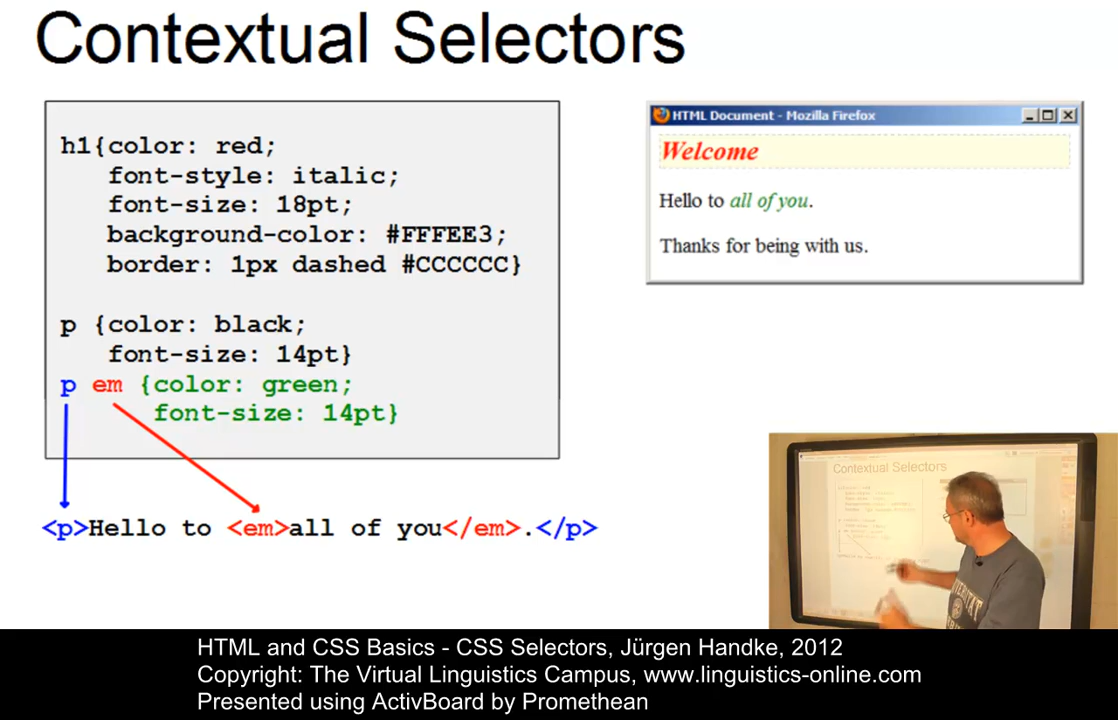 Contextual Selectors
h1{color: red;
font-style: italic;
font-size: 18pt;
background-color: #FFFEE3;
border: 1px dashed #CCCCCC}
p {color: black;
font-size: 14pt}
p em {color: green;
font-size: 14pt}
<p>Hello to <em>all of you</em>.</p>
HTML Document - Mozilla Firefox
Welcome
Hello to all of you.
Thanks for being with us.
Contextual Selectors
HTML and CSS Basics - CSS Selectors, Jürgen Handke, 2012
Copyright: The Virtual Linguistics Campus, www.linguistics-online.com
Presented using ActivBoard by Promethean